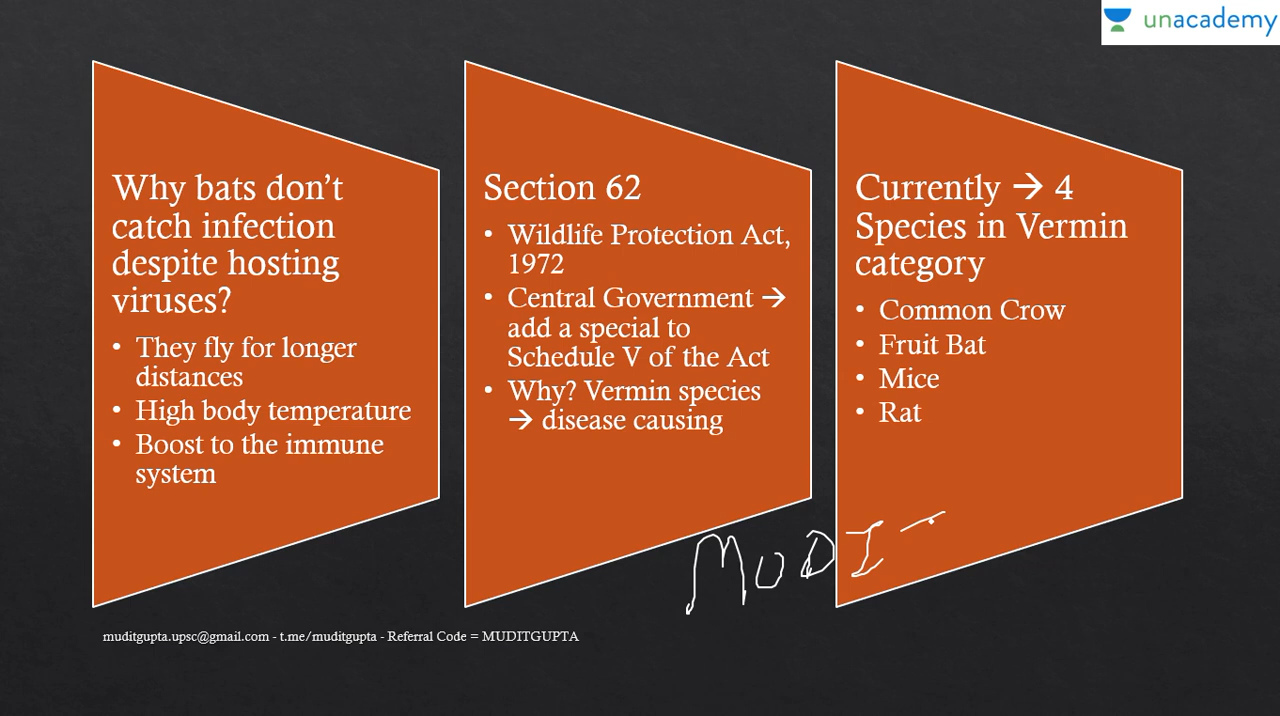 unacademy
Why bats don't
catch infection
despite hosting
viruses?
• They fly for longer
distances
• High body temperature
• Boost to the immune
system
Section 62
• Wildlife Protection Act,
1972
• Central Government →
add a special to
Schedule V of the Act
• Why? Vermin species
→ disease causing
Currently → 4
Species in Vermin
category
• Common Crow
• Fruit Bat
• Mice
• Rat
MUDI
muditgupta.upsc@gmail.com - t.me/muditgupta - Referral Code = MUDITGUPTA